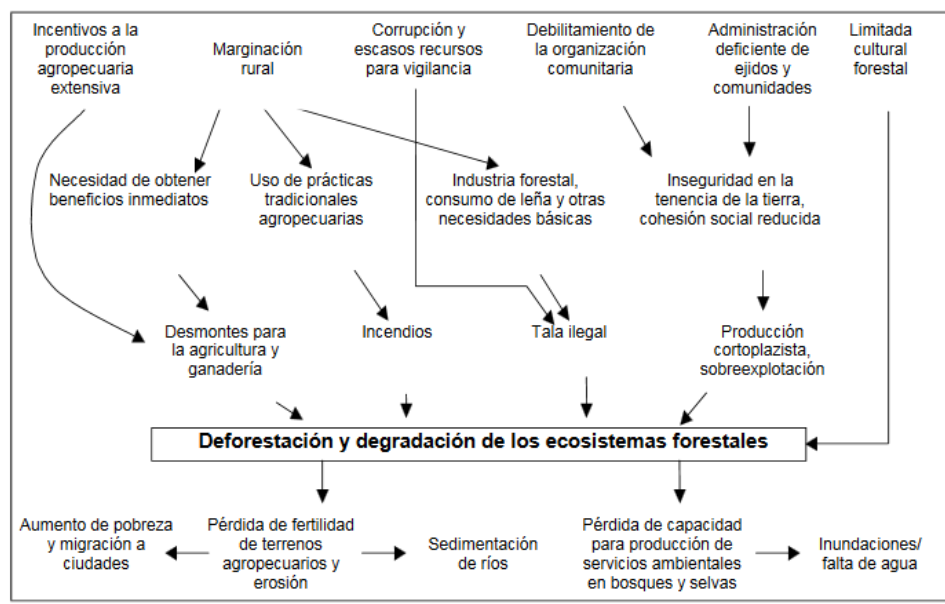 Incentivos a la
producción
agropecuaria
extensiva
Marginación
rural
Corrupción y
escasos recursos
para vigilancia
Debilitamiento de
la organización
comunitaria
Administración
deficiente de
ejidos y
comunidades
Limitada
cultural
forestal
Necesidad de obtener
beneficios inmediatos
Uso de prácticas
tradicionales
agropecuarias
Industria forestal,
consumo de leña y otras
necesidades básicas
Inseguridad en la
tenencia de la tierra,
cohesión social reducida
Desmontes para
la agricultura y
ganadería
Incendios
Tala ilegal
Producción
cortoplazista,
sobreexplotación
Deforestación y degradación de los ecosistemas forestales
Aumento de pobreza
y migración a
ciudades
Pérdida de fertilidad
de terrenos
agropecuarios y
erosión
Sedimentación
de ríos
Pérdida de capacidad
para producción de
servicios ambientales
en bosques y selvas
Inundaciones/
falta de agua